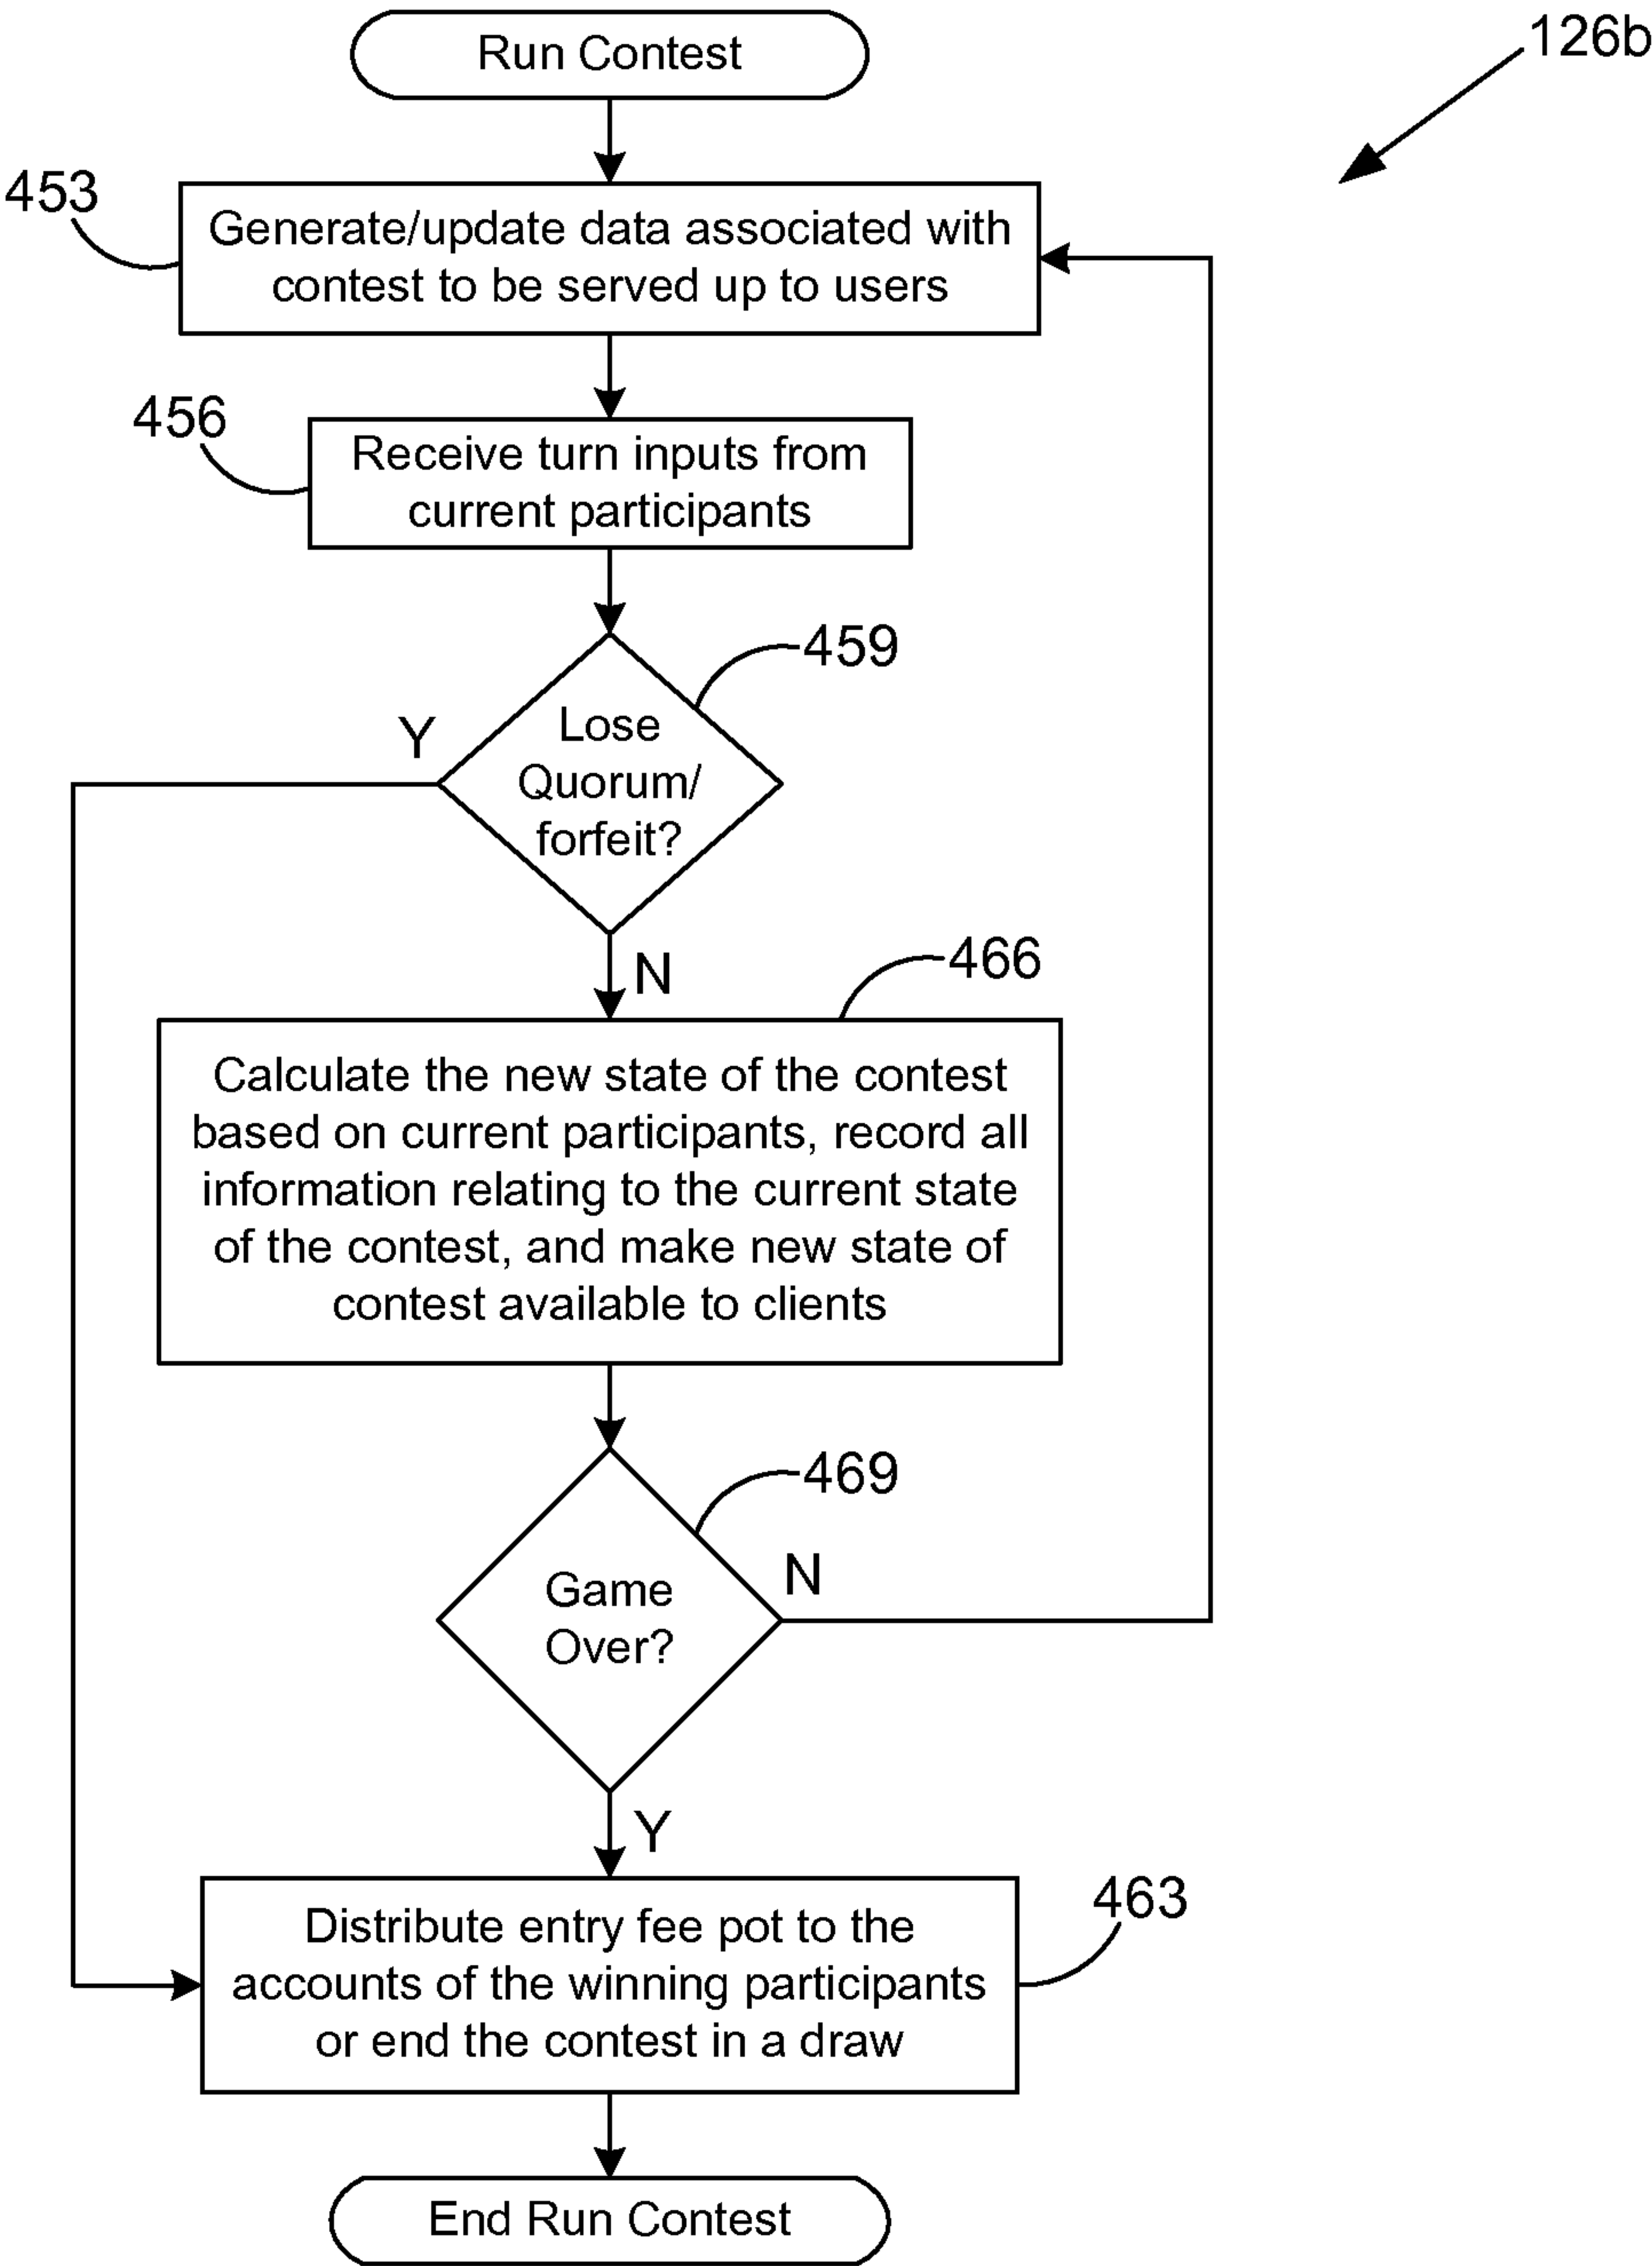 Run Contest
126b
453
Generate/update data associated with
contest to be served up to users
456
Receive turn inputs from
current participants
459
Y
Lose
Quorum/
forfeit?
N
466
Calculate the new state of the contest
based on current participants, record all
information relating to the current state
of the contest, and make new state of
contest available to clients
469
N
Game
Over?
Y
463
Distribute entry fee pot to the
accounts of the winning participants
or end the contest in a draw
End Run Contest